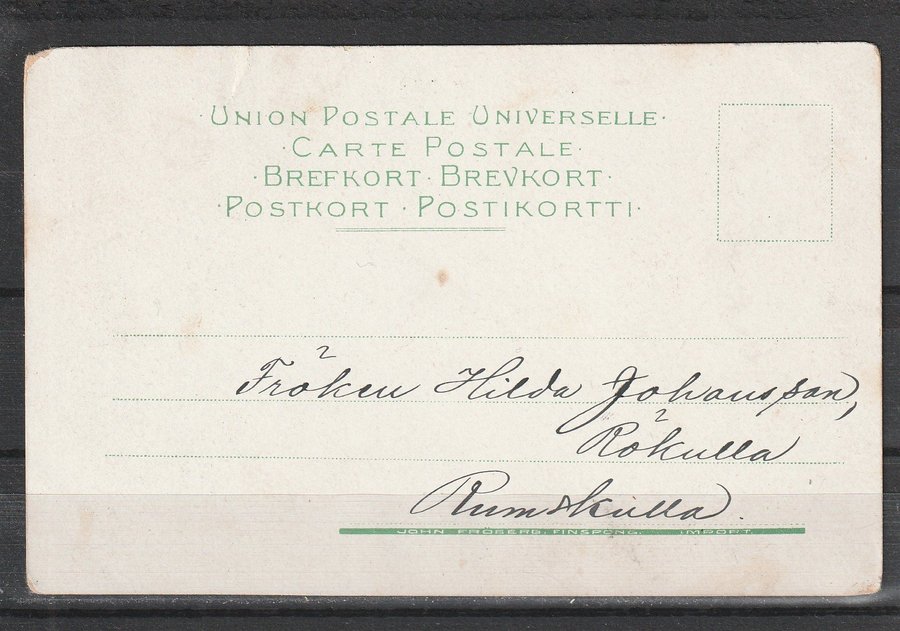 ·UNION POSTALE UNIVERSELLE·
·CARTE POSTALE·
·BREFKORT·BREVKORT·
·POSTKORT·POSTIKORTTI·
Fröken Hilda Johansson,
Rökulla
Rumskulla.
JOHN FRÖBERG, FINSPONG. IMPORT.